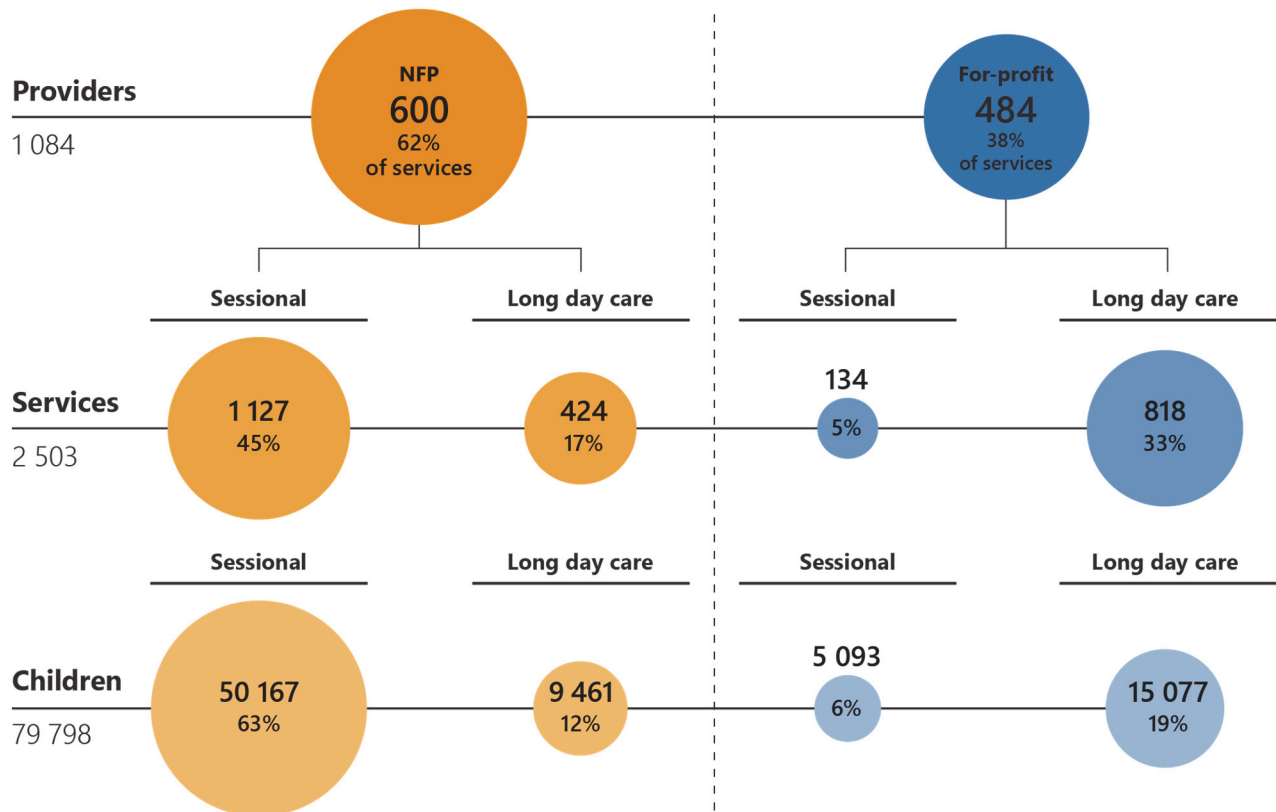 Providers
1 084
NFP
600
62%
of services
For-profit
484
38%
of services
Sessional
Long day care
Sessional
Long day care
Services
2 503
1 127
45%
424
17%
134
5%
818
33%
Sessional
Long day care
Sessional
Long day care
Children
79 798
50 167
63%
9 461
12%
5 093
6%
15 077
19%